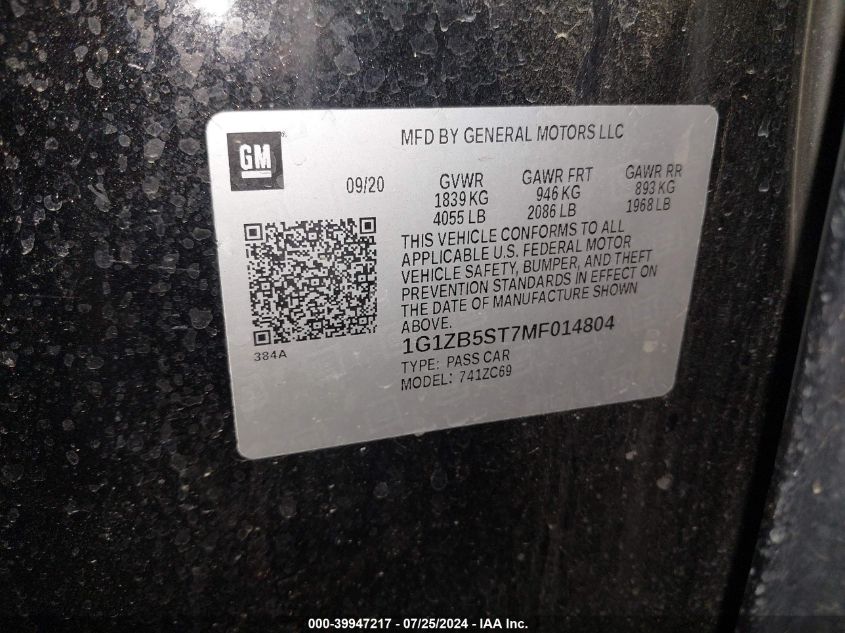 MFD BY GENERAL MOTORS LLC
GM®
09/20
GVWR GAWR FRT GAWR RR
1839 KG 946 KG 893 KG
4055 LB 2086 LB 1968 LB
THIS VEHICLE CONFORMS TO ALL
APPLICABLE U.S. FEDERAL MOTOR
VEHICLE SAFETY, BUMPER, AND THEFT
PREVENTION STANDARDS IN EFFECT ON
THE DATE OF MANUFACTURE SHOWN
ABOVE.
384A
1G1ZB5ST7MF014804
TYPE: PASS CAR
MODEL: 741ZC69
000-39947217 - 07/25/2024 - IAA Inc.